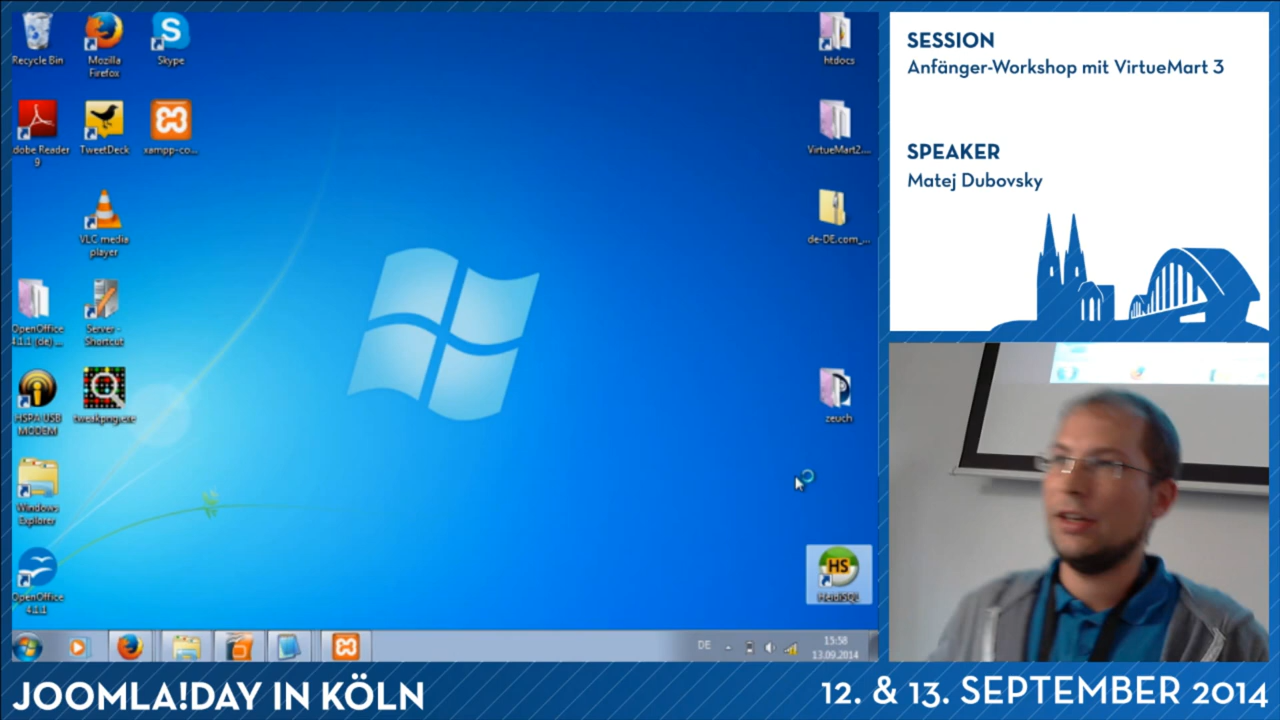 Recycle Bin
Mozilla
Firefox
Skype
htdocs
dobe Reader
9
TweetDeck
xampp-co...
VirtueMart2....
VLC media
player
de-DE.com_...
OpenOffice
4.1.1 (de) ...
Server -
Shortcut
HSPA USB
MODEM
tweakpng.exe
zeuch
Windows
Explorer
OpenOffice
4.1.1
HS
HeidiSQL
DE
15:58
13.09.2014
SESSION
Anfänger-Workshop mit VirtueMart 3
SPEAKER
Matej Dubovsky
JOOMLA!DAY IN KÖLN
12. & 13. SEPTEMBER 2014